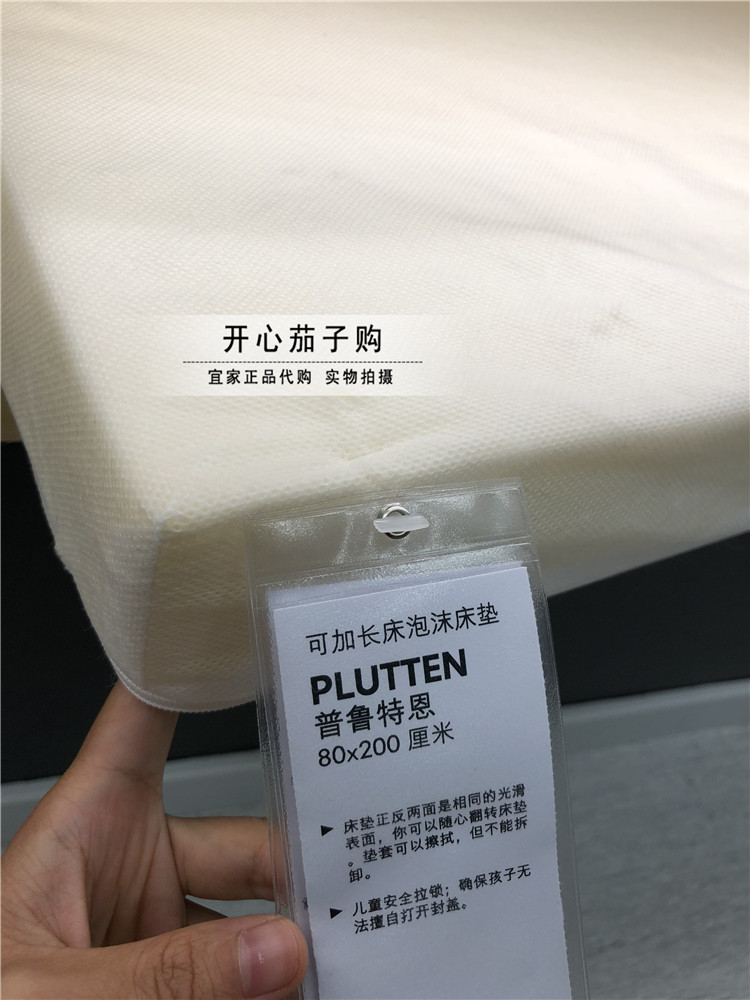 开心茄子购
宜家正品代购 实物拍摄
可加长床泡沫床垫
PLUTTEN
普鲁特恩
80x200 厘米
▶ 床垫正反两面是相同的光滑
表面，你可以随心翻转床垫
。垫套可以擦拭，但不能拆
卸。
▶ 儿童安全拉锁；确保孩子无
法擅自打开封盖。